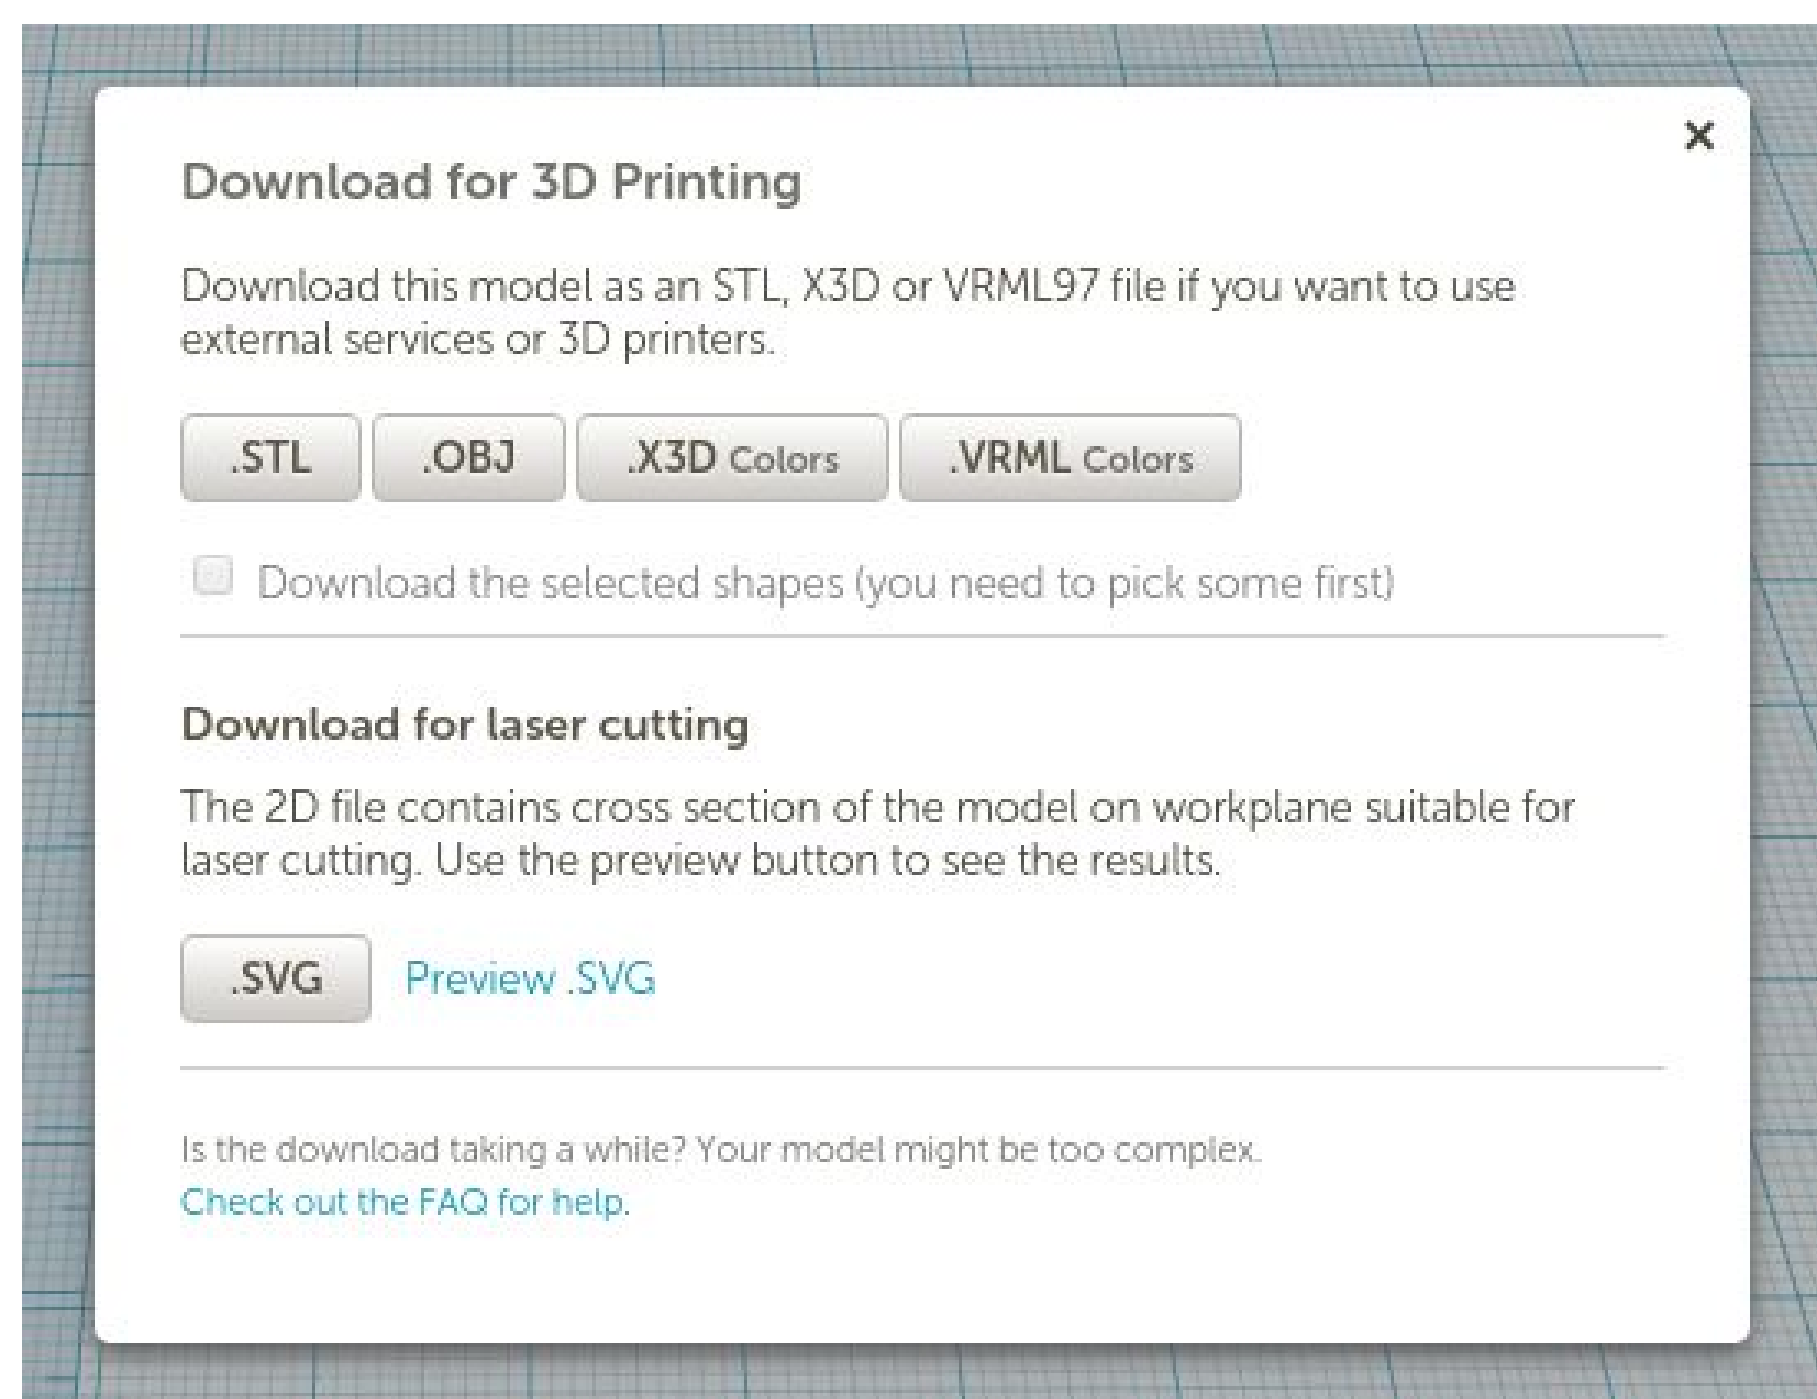 Download for 3D Printing
Download this model as an STL, X3D or VRML97 file if you want to use
external services or 3D printers.
.STL .OBJ .X3D Colors .VRML Colors
Download the selected shapes (you need to pick some first)
Download for laser cutting
The 2D file contains cross section of the model on workplane suitable for
laser cutting. Use the preview button to see the results.
.SVG Preview .SVG
Is the download taking a while? Your model might be too complex.
Check out the FAQ for help.